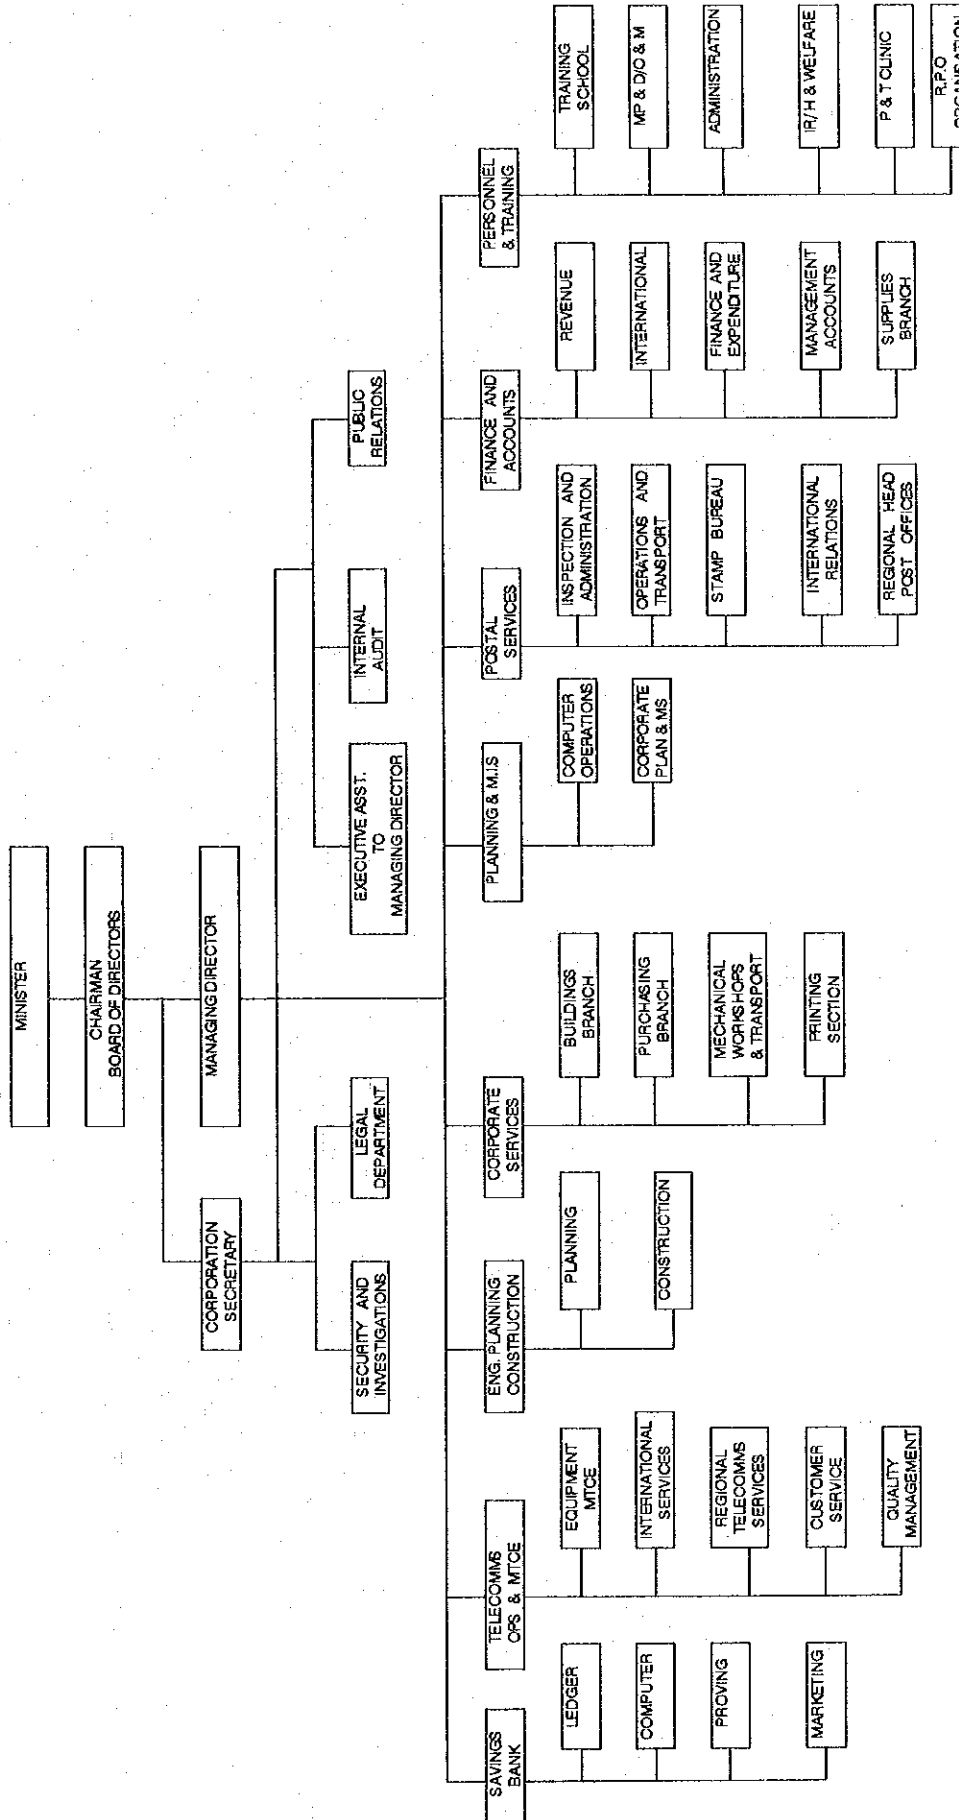 MINISTER
CHAIRMAN
BOARD OF DIRECTORS
CORPORATION
SECRETARY
MANAGING DIRECTOR
SECURITY AND
INVESTIGATIONS
LEGAL
DEPARTMENT
EXECUTIVE ASST.
TO
MANAGING DIRECTOR
INTERNAL
AUDIT
PUBLIC
RELATIONS
SAVINGS
BANK
LEDGER
COMPUTER
PROVING
MARKETING
TELECOMMS
OPS & MTCE
EQUIPMENT
MTCE
INTERNATIONAL
SERVICES
REGIONAL
TELECOMMS
SERVICES
CUSTOMER
SERVICE
QUALITY
MANAGEMENT
ENG. PLANNING
CONSTRUCTION
PLANNING
CONSTRUCTION
CORPORATE
SERVICES
BUILDINGS
BRANCH
PURCHASING
BRANCH
MECHANICAL
WORKSHOPS
& TRANSPORT
PRINTING
SECTION
PLANNING & M.IS
COMPUTER
OPERATIONS
CORPORATE
PLAN & MS
POSTAL
SERVICES
INSPECTION AND
ADMINISTRATION
OPERATIONS AND
TRANSPORT
STAMP BUREAU
INTERNATIONAL
RELATIONS
REGIONAL HEAD
POST OFFICES
FINANCE AND
ACCOUNTS
REVENUE
INTERNATIONAL
FINANCE AND
EXPENDITURE
MANAGEMENT
ACCOUNTS
SUPPLIES
BRANCH
PERSONNEL
& TRAINING
TRAINING
SCHOOL
MP & D/O & M
ADMINISTRATION
IR/H & WELFARE
P & T CLINIC
R.P.O
ORGANISATION